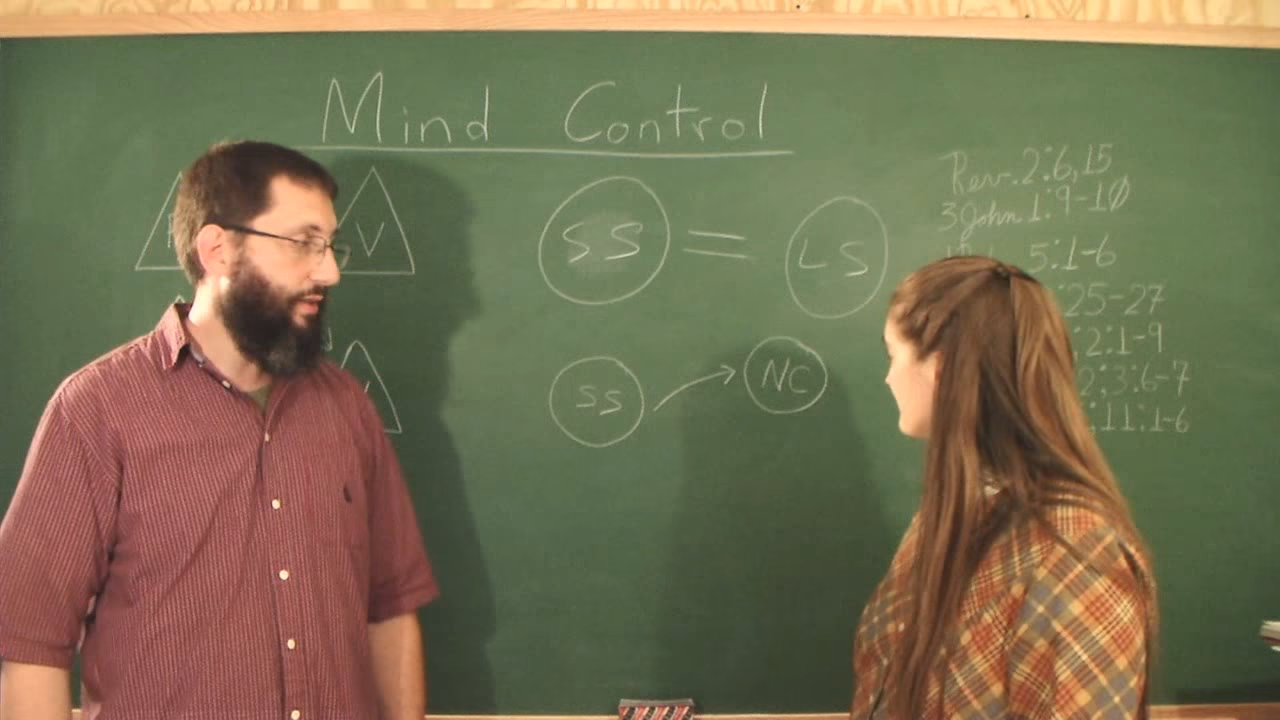 Mind Control
V
SS = LS
SS NC
Rev. 2:6,15
3 John 1:9-10
5:1-6
:25-27
:2:1-9
2;3:6-7
;11:1-6